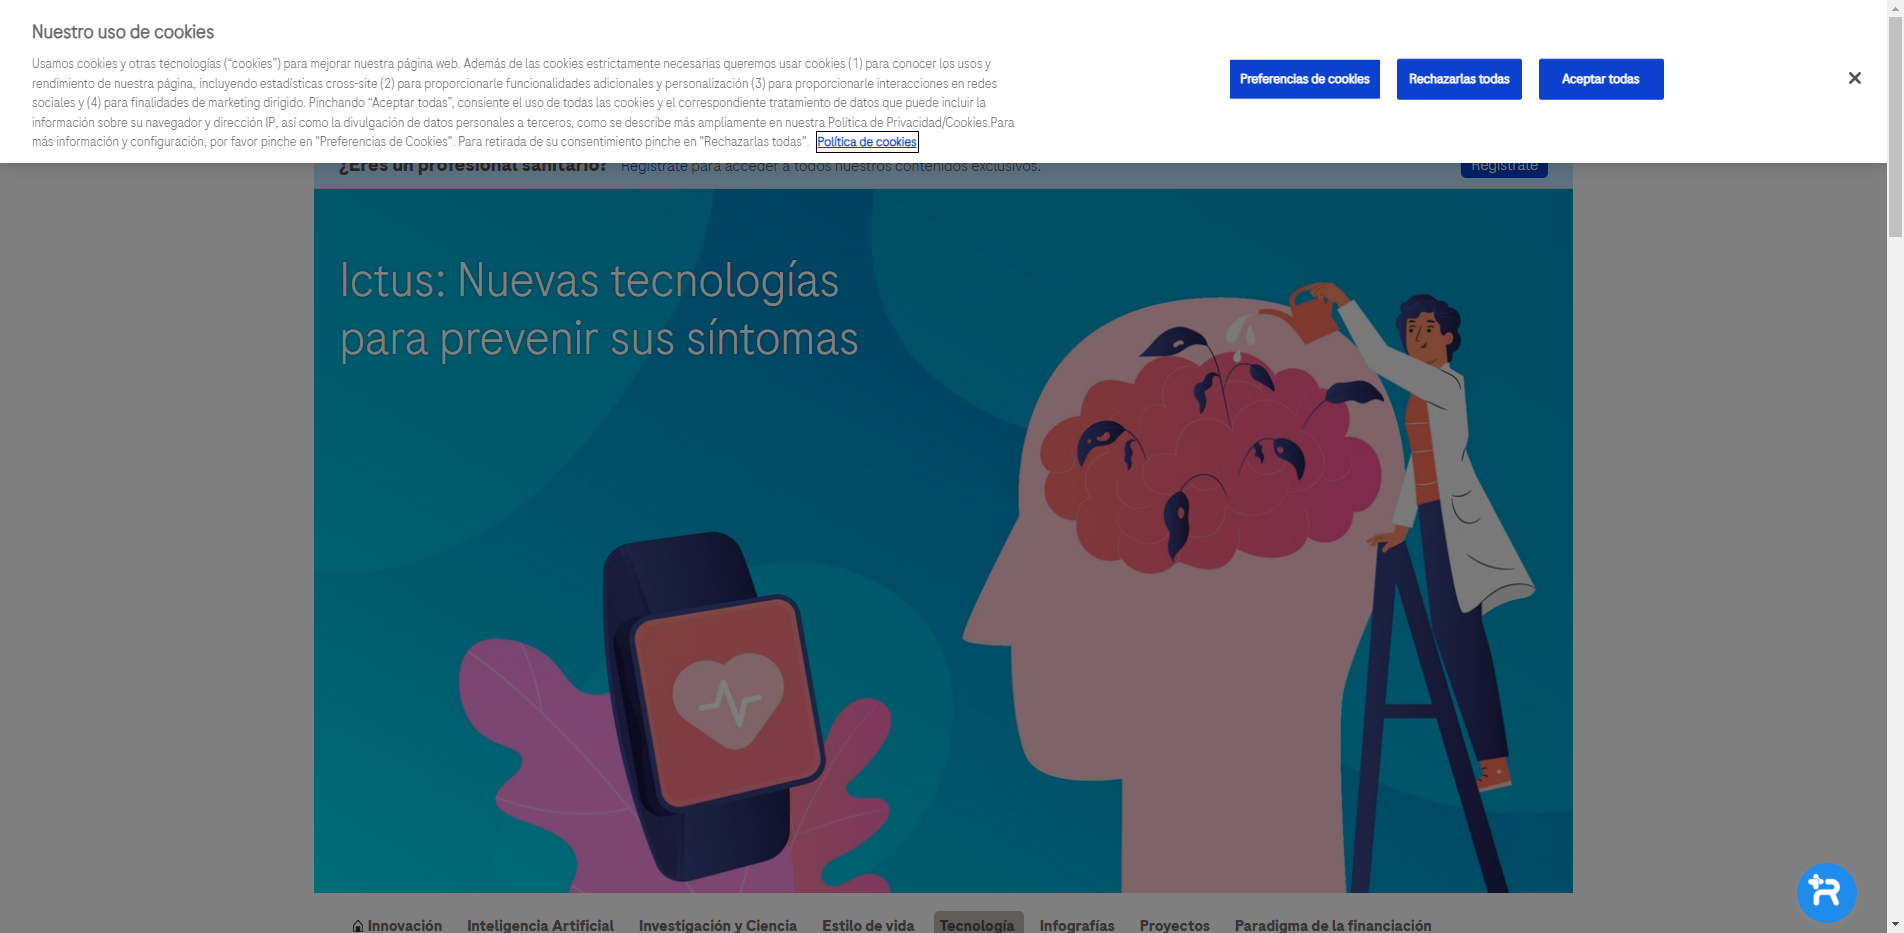 Nuestro uso de cookies
Usamos cookies y otras tecnologías (“cookies”) para mejorar nuestra página web. Además de las cookies estrictamente necesarias queremos usar cookies (1) para conocer los usos y
rendimiento de nuestra página, incluyendo estadísticas cross-site (2) para proporcionarle funcionalidades adicionales y personalización (3) para proporcionarle interacciones en redes
sociales y (4) para finalidades de marketing dirigido. Pinchando “Aceptar todas”, consiente el uso de todas las cookies y el correspondiente tratamiento de datos que puede incluir la
información sobre su navegador y dirección IP, así como la divulgación de datos personales a terceros, como se describe más ampliamente en nuestra Política de Privacidad/Cookies.Para
más información y configuración, por favor pinche en "Preferencias de Cookies". Para retirada de su consentimiento pinche en "Rechazarlas todas". Política de cookies
Preferencias de cookies Rechazarlas todas Aceptar todas
¿Eres un profesional sanitario? Regístrate para acceder a todos nuestros contenidos exclusivos. Regístrate
Ictus: Nuevas tecnologías
para prevenir sus síntomas
Innovación Inteligencia Artificial Investigación y Ciencia Estilo de vida Tecnología Infografías Proyectos Paradigma de la financiación